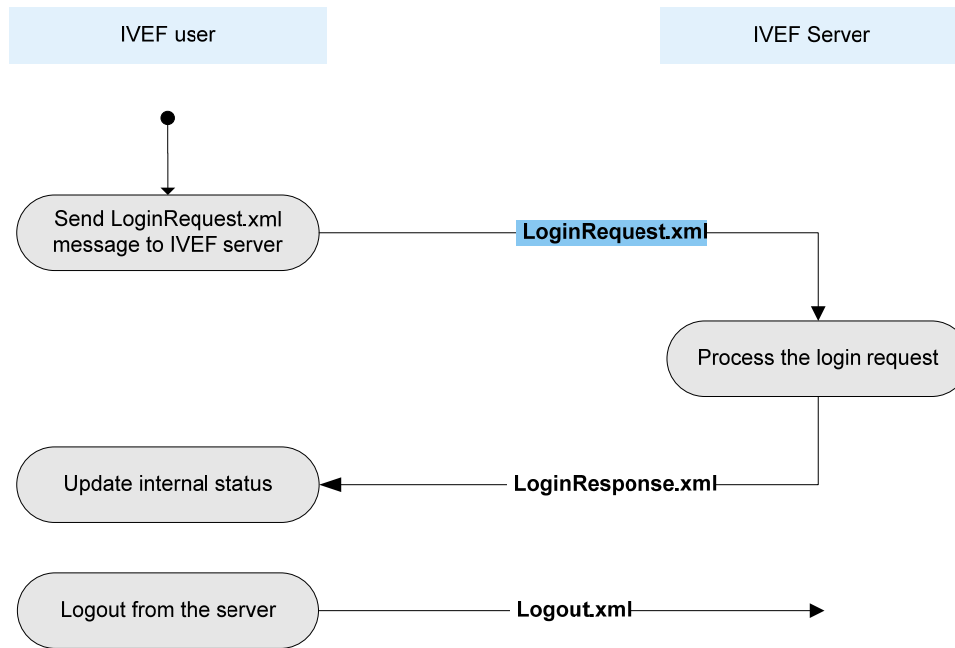 IVEF user
IVEF Server
Send LoginRequest.xml
message to IVEF server
LoginRequest.xml
Process the login request
Update internal status
LoginResponse.xml
Logout from the server
Logout.xml